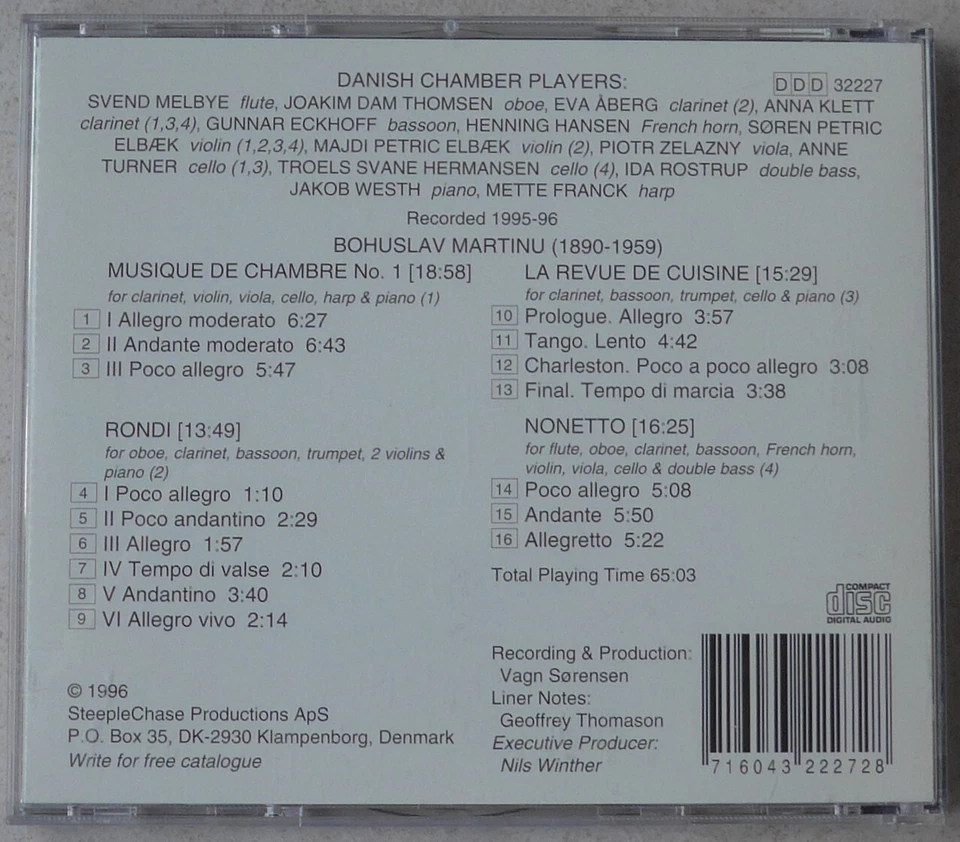 DANISH CHAMBER PLAYERS:
DDD 32227
SVEND MELBYE flute, JOAKIM DAM THOMSEN oboe, EVA ÅBERG clarinet (2), ANNA KLETT
clarinet (1,3,4), GUNNAR ECKHOFF bassoon, HENNING HANSEN French horn, SØREN PETRIC
ELBÆK violin (1,2,3,4), MAJDI PETRIC ELBÆK violin (2), PIOTR ZELAZNY viola, ANNE
TURNER cello (1,3), TROELS SVANE HERMANSEN cello (4), IDA ROSTRUP double bass,
JAKOB WESTH piano, METTE FRANCK harp
Recorded 1995-96
BOHUSLAV MARTINU (1890-1959)
MUSIQUE DE CHAMBRE No. 1 [18:58]
for clarinet, violin, viola, cello, harp & piano (1)
1 I Allegro moderato 6:27
2 II Andante moderato 6:43
3 III Poco allegro 5:47
RONDI [13:49]
for oboe, clarinet, bassoon, trumpet, 2 violins &
piano (2)
4 I Poco allegro 1:10
5 II Poco andantino 2:29
6 III Allegro 1:57
7 IV Tempo di valse 2:10
8 V Andantino 3:40
9 VI Allegro vivo 2:14
© 1996
SteepleChase Productions ApS
P.O. Box 35, DK-2930 Klampenborg, Denmark
Write for free catalogue
LA REVUE DE CUISINE [15:29]
for clarinet, bassoon, trumpet, cello & piano (3)
10 Prologue. Allegro 3:57
11 Tango. Lento 4:42
12 Charleston. Poco a poco allegro 3:08
13 Final. Tempo di marcia 3:38
NONETTO [16:25]
for flute, oboe, clarinet, bassoon, French horn,
violin, viola, cello & double bass (4)
14 Poco allegro 5:08
15 Andante 5:50
16 Allegretto 5:22
Total Playing Time 65:03
COMPACT
disc
DIGITAL AUDIO
Recording & Production:
Vagn Sørensen
Liner Notes:
Geoffrey Thomason
Executive Producer:
Nils Winther
716043 222728